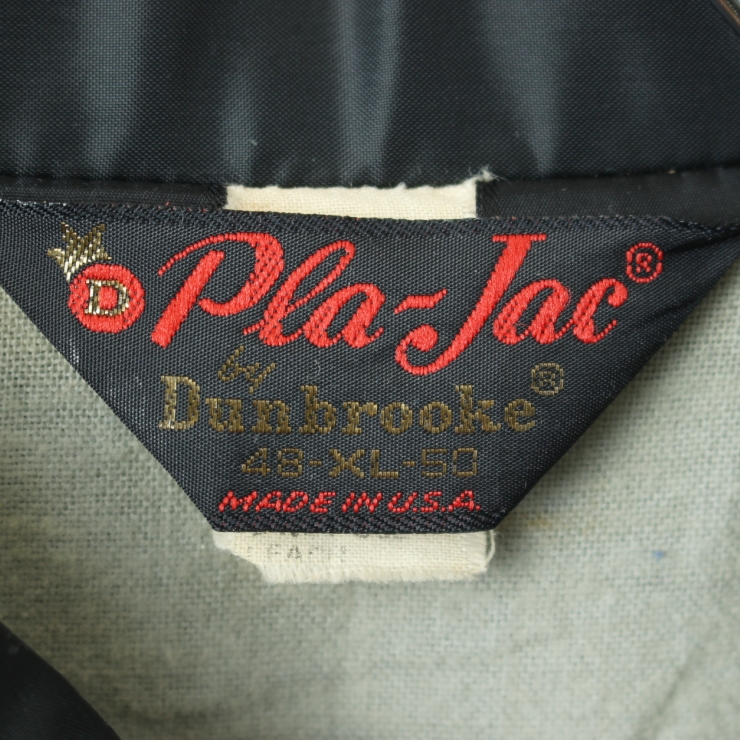 D Pla-Jac®
by
Dunbrooke®
48-XL-50
MADE IN U.S.A.